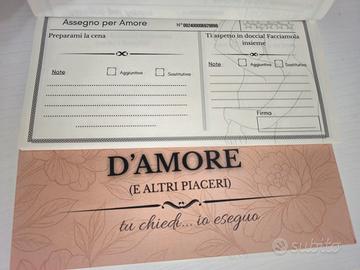 Assegno per Amore
N° 0024000086929890
Preparami la cena
Ti aspetto in doccia! Facciamola
insieme
Note
Aggiuntiva
Sostitutiva
Note
Aggiuntiva
Sostitutiva
Firma
D'AMORE
(E ALTRI PIACERI)
tu chiedi... io eseguo
subito